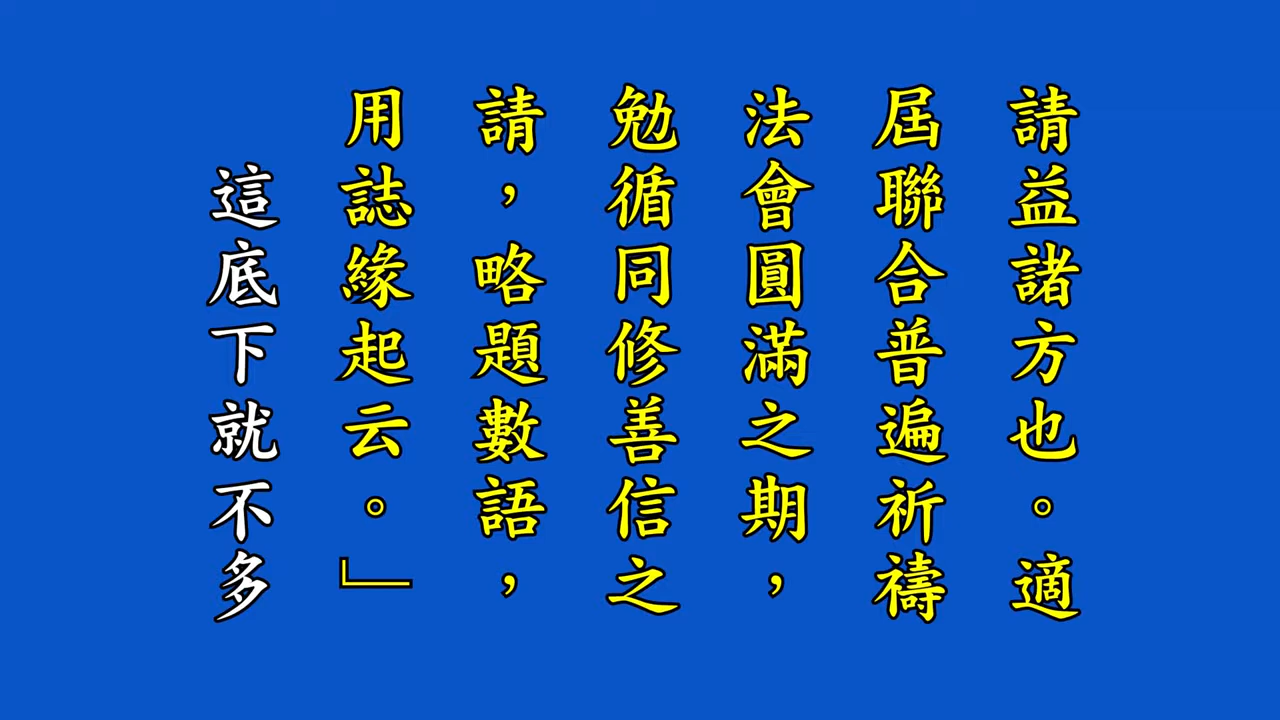 請益諸方也。適
屆聯合普遍祈禱
法會圓滿之期，
勉循同修善信之
請，略題數語，
用誌緣起云。」
這底下就不多